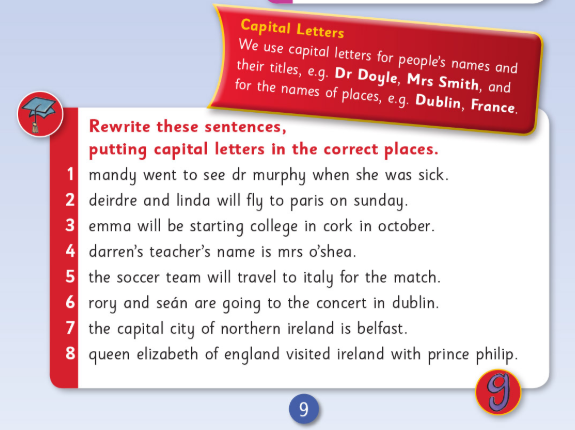 Capital Letters
We use capital letters for people's names and
their titles, e.g. Dr Doyle, Mrs Smith, and
for the names of places, e.g. Dublin, France.
Rewrite these sentences,
putting capital letters in the correct places.
1 mandy went to see dr murphy when she was sick.
2 deirdre and linda will fly to paris on sunday.
3 emma will be starting college in cork in october.
4 darren's teacher's name is mrs o'shea.
5 the soccer team will travel to italy for the match.
6 rory and seán are going to the concert in dublin.
7 the capital city of northern ireland is belfast.
8 queen elizabeth of england visited ireland with prince philip.
g
9